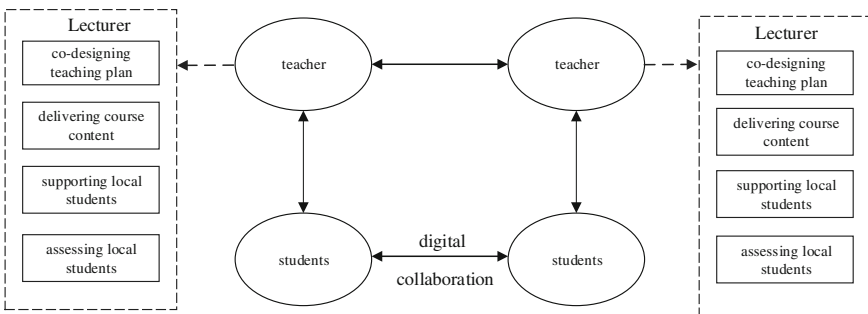 Lecturer
co-designing
teaching plan
delivering course
content
supporting local
students
assessing local
students
teacher
teacher
students
digital
collaboration
students
Lecturer
co-designing
teaching plan
delivering course
content
supporting local
students
assessing local
students